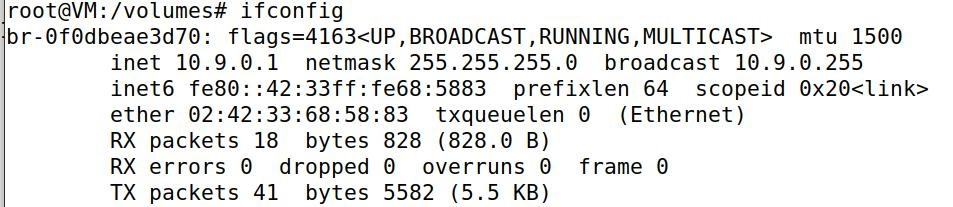 root@VM:/volumes# ifconfig
br-0f0dbeae3d70: flags=4163<UP,BROADCAST,RUNNING,MULTICAST>  mtu 1500
        inet 10.9.0.1  netmask 255.255.255.0  broadcast 10.9.0.255
        inet6 fe80::42:33ff:fe68:5883  prefixlen 64  scopeid 0x20<link>
        ether 02:42:33:68:58:83  txqueuelen 0  (Ethernet)
        RX packets 18  bytes 828 (828.0 B)
        RX errors 0  dropped 0  overruns 0  frame 0
        TX packets 41  bytes 5582 (5.5 KB)